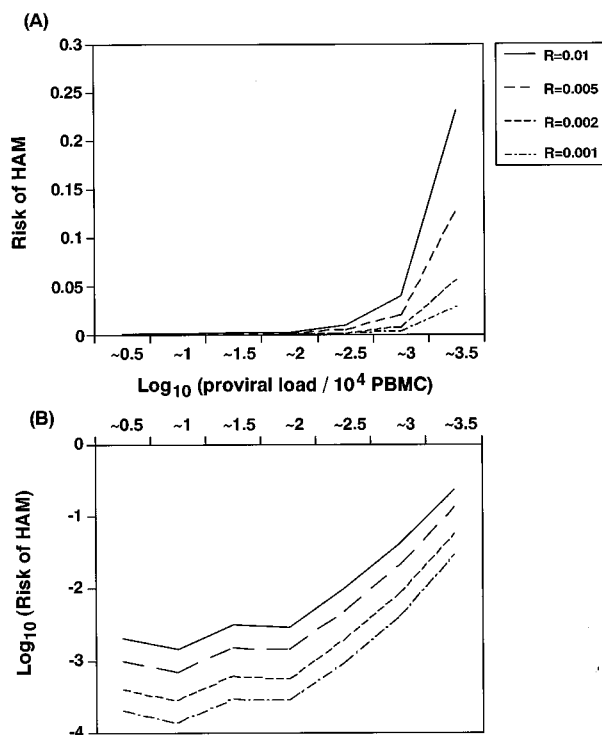 (A)
0.3
0.25
0.2
0.15
0.1
0.05
0
Risk of HAM
~0.5 ~1 ~1.5 ~2 ~2.5 ~3 ~3.5
Log10 (proviral load / 10^4 PBMC)
R=0.01
R=0.005
R=0.002
R=0.001
(B)
~0.5 ~1 ~1.5 ~2 ~2.5 ~3 ~3.5
0
-1
-2
-3
-4
Log10 (Risk of HAM)